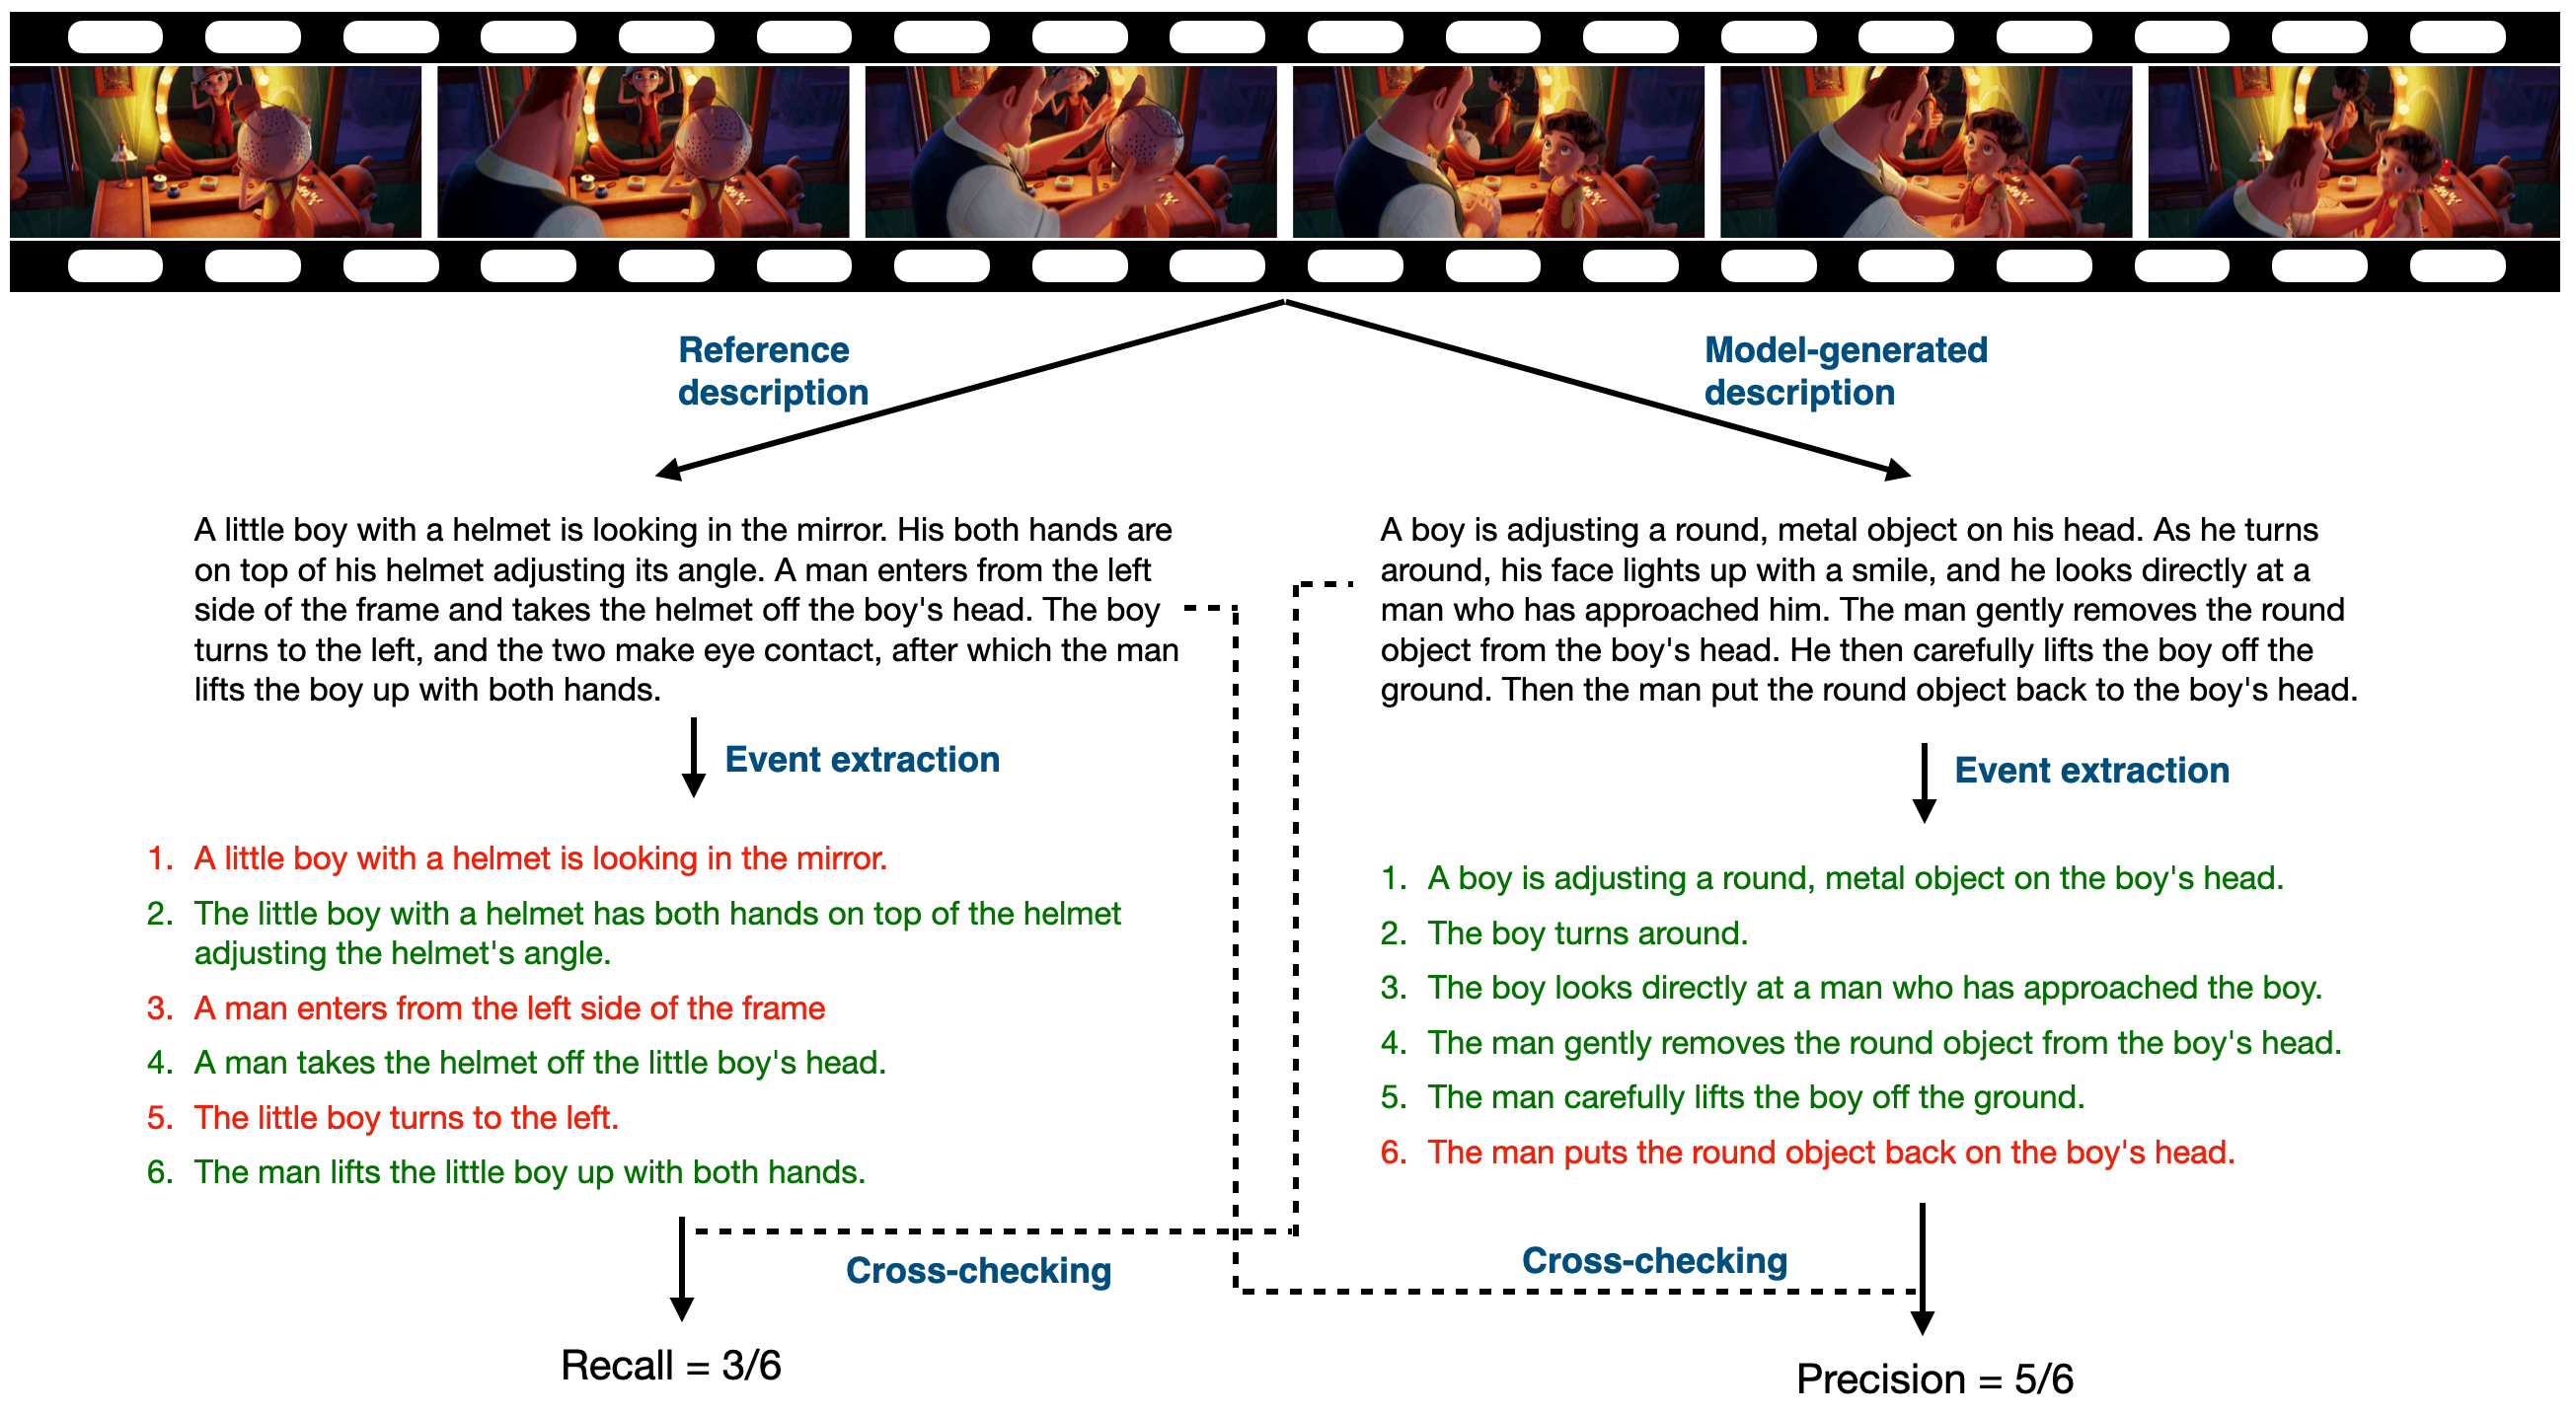 Reference
description
Model-generated
description
A little boy with a helmet is looking in the mirror. His both hands are
on top of his helmet adjusting its angle. A man enters from the left
side of the frame and takes the helmet off the boy's head. The boy
turns to the left, and the two make eye contact, after which the man
lifts the boy up with both hands.
A boy is adjusting a round, metal object on his head. As he turns
around, his face lights up with a smile, and he looks directly at a
man who has approached him. The man gently removes the round
object from the boy's head. He then carefully lifts the boy off the
ground. Then the man put the round object back to the boy's head.
Event extraction
Event extraction
1. A little boy with a helmet is looking in the mirror.
2. The little boy with a helmet has both hands on top of the helmet
adjusting the helmet's angle.
3. A man enters from the left side of the frame
4. A man takes the helmet off the little boy's head.
5. The little boy turns to the left.
6. The man lifts the little boy up with both hands.
1. A boy is adjusting a round, metal object on the boy's head.
2. The boy turns around.
3. The boy looks directly at a man who has approached the boy.
4. The man gently removes the round object from the boy's head.
5. The man carefully lifts the boy off the ground.
6. The man puts the round object back on the boy's head.
Cross-checking
Cross-checking
Recall = 3/6
Precision = 5/6